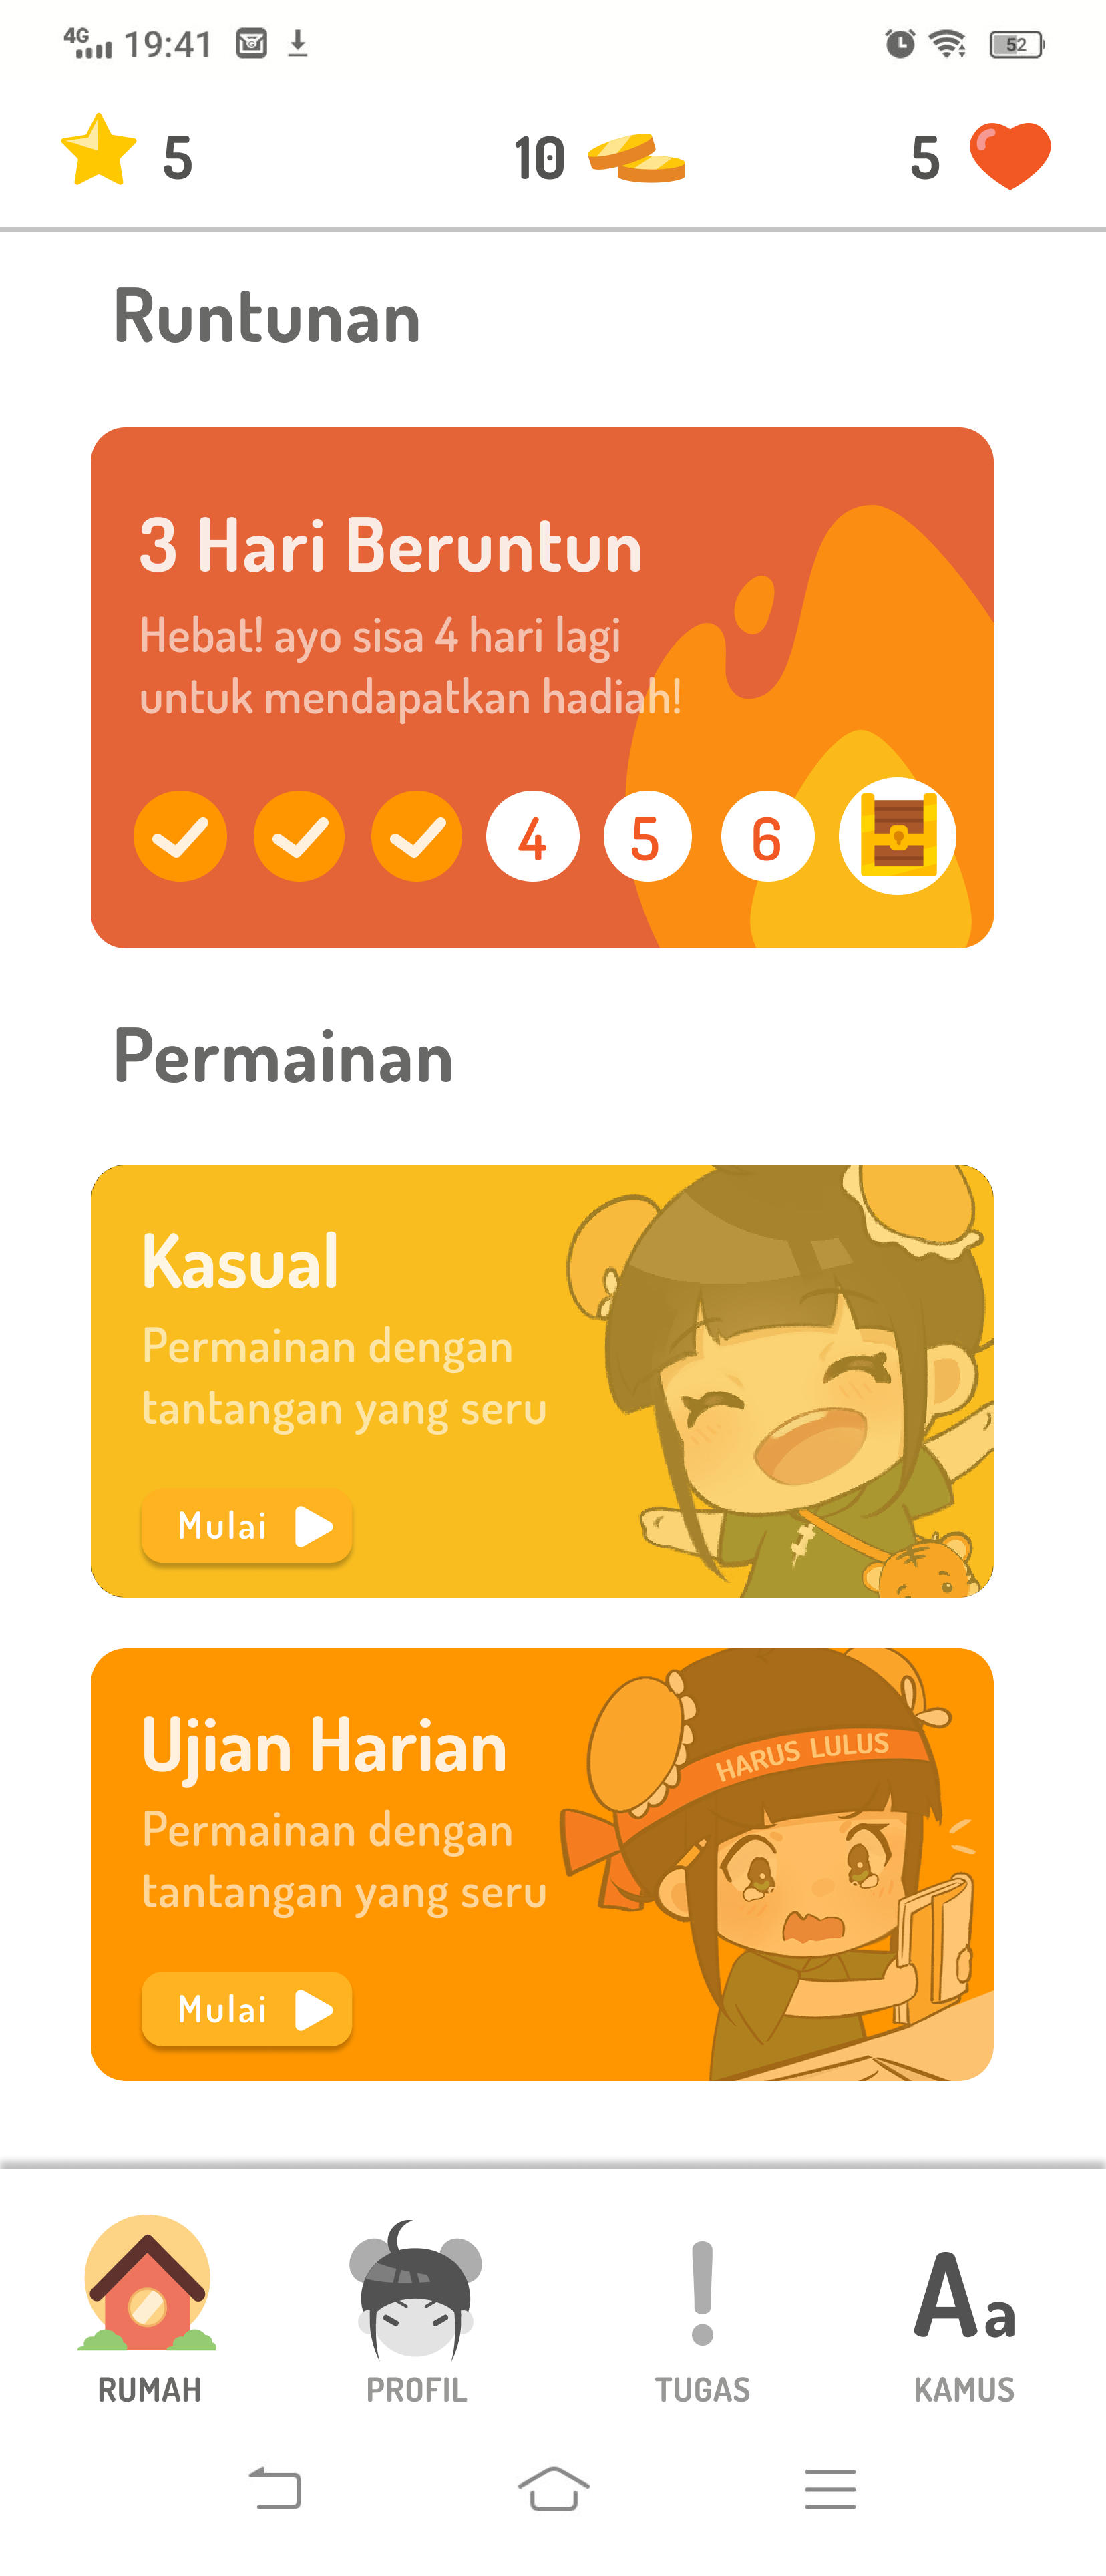 4G 19:41 52
5 10 5
Runtunan
3 Hari Beruntun
Hebat! ayo sisa 4 hari lagi
untuk mendapatkan hadiah!
4 5 6
Permainan
Kasual
Permainan dengan
tantangan yang seru
Mulai
HARUS LULUS
Ujian Harian
Permainan dengan
tantangan yang seru
Mulai
Aa
RUMAH PROFIL TUGAS KAMUS